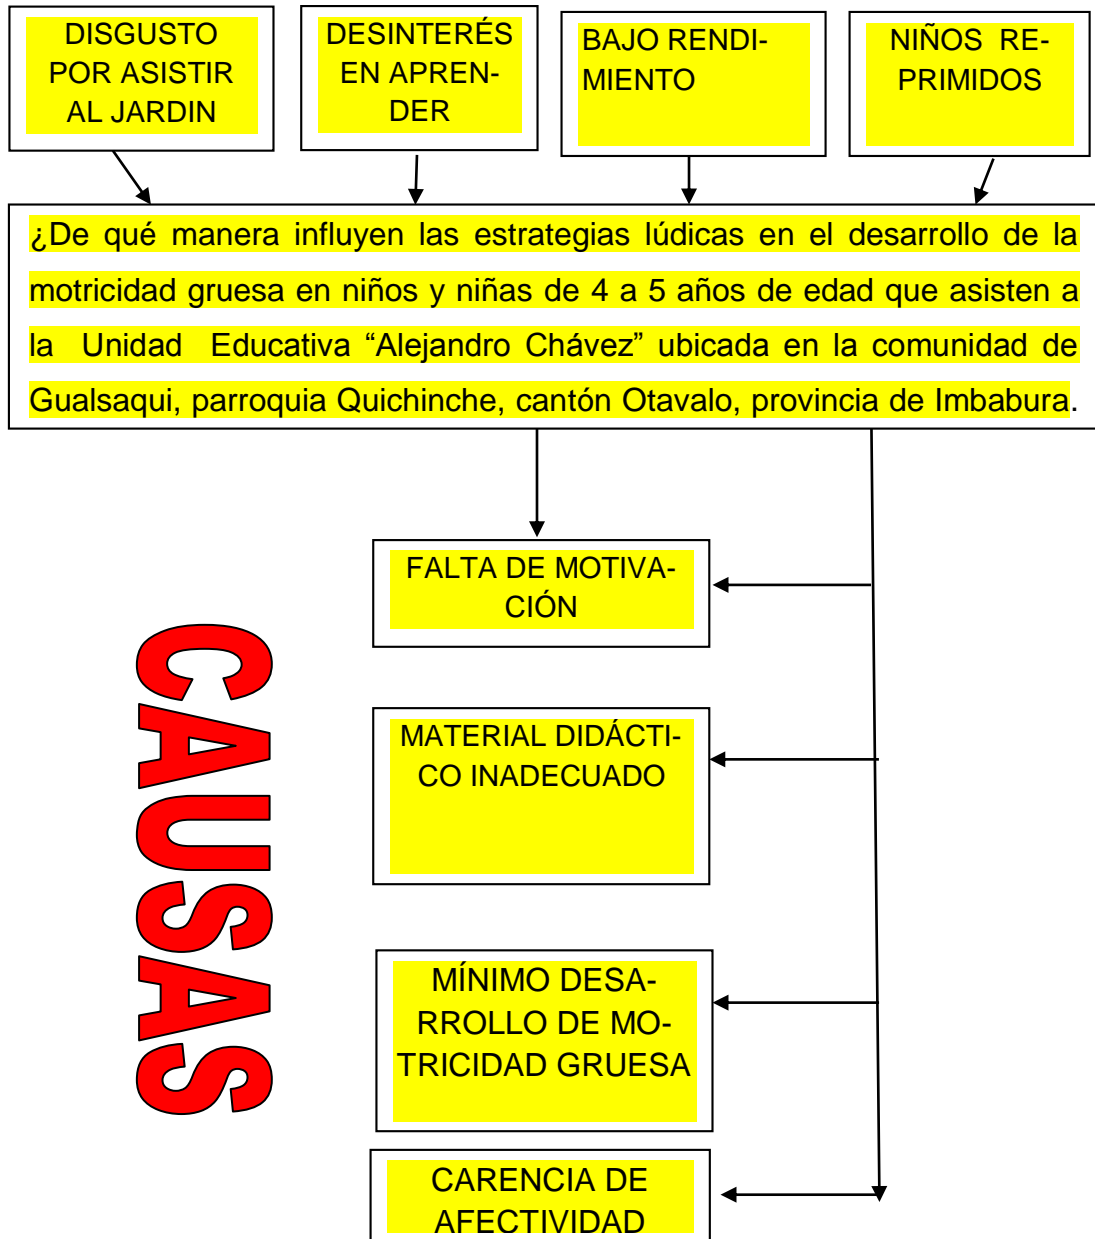 DISGUSTO
POR ASISTIR
AL JARDIN
DESINTERÉS
EN APREN-
DER
BAJO RENDI-
MIENTO
NIÑOS RE-
PRIMIDOS
¿De qué manera influyen las estrategias lúdicas en el desarrollo de la
motricidad gruesa en niños y niñas de 4 a 5 años de edad que asisten a
la Unidad Educativa “Alejandro Chávez” ubicada en la comunidad de
Gualsaqui, parroquia Quichinche, cantón Otavalo, provincia de Imbabura.
FALTA DE MOTIVA-
CIÓN
CAUSAS
MATERIAL DIDÁCTI-
CO INADECUADO
MÍNIMO DESA-
RROLLO DE MO-
TRICIDAD GRUESA
CARENCIA DE
AFECTIVIDAD